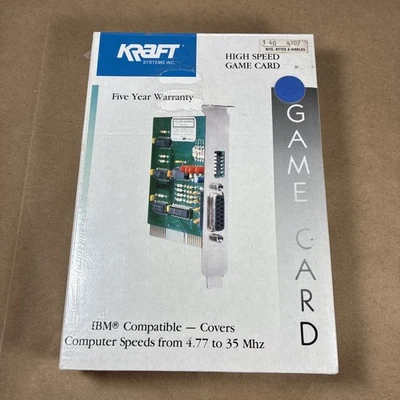 KRAFT
SYSTEMS INC
HIGH SPEED
GAME CARD
Five Year Warranty
GAME CARD
IBM® Compatible — Covers
Computer Speeds from 4.77 to 35 Mhz